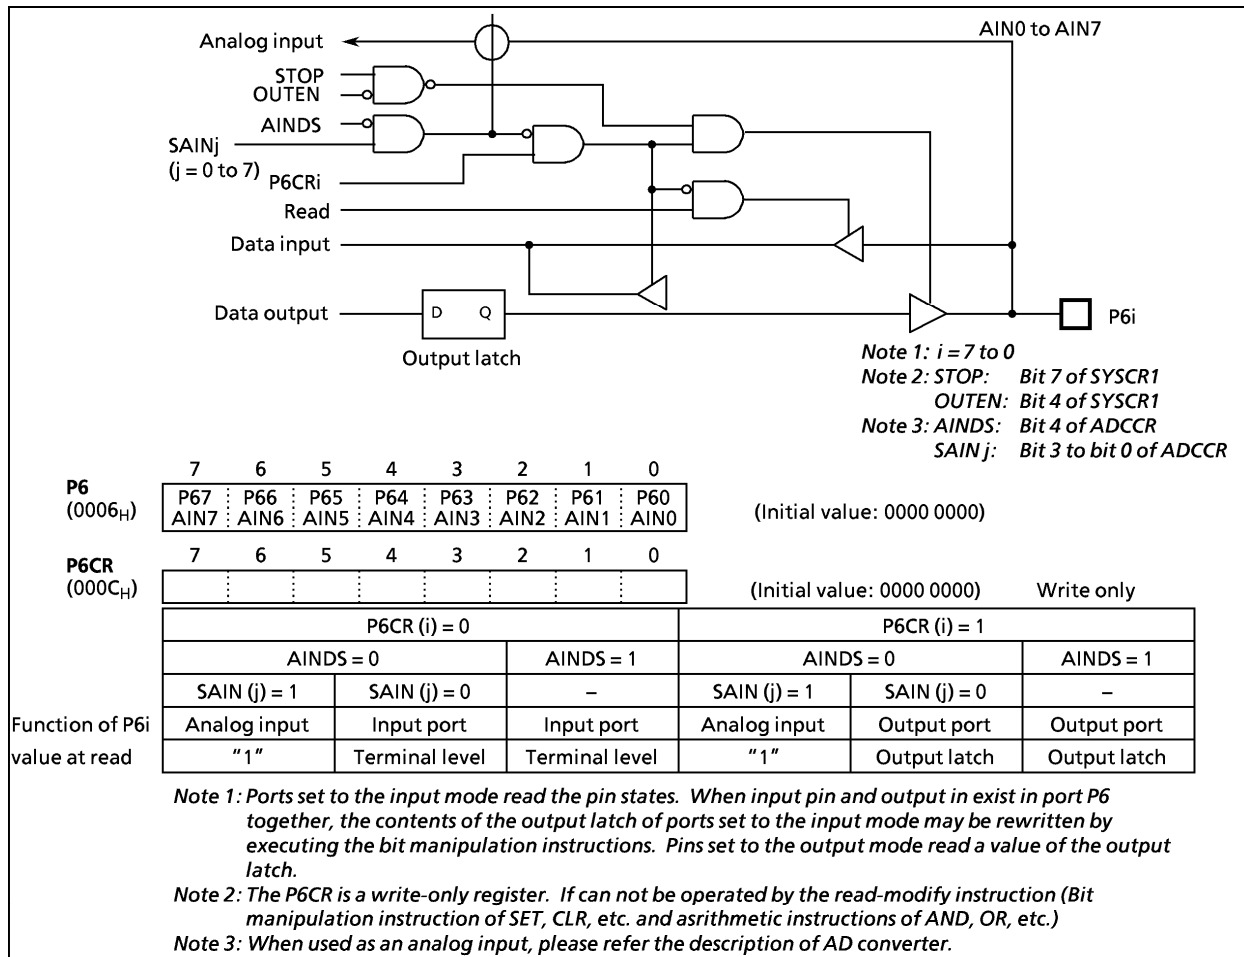 Analog input
AIN0 to AIN7
STOP
OUTEN
AINDS
SAINj
(j = 0 to 7)
P6CRi
Read
Data input
Data output
D Q
P6i
Output latch
Note 1: i = 7 to 0
Note 2: STOP: Bit 7 of SYSCR1
OUTEN: Bit 4 of SYSCR1
Note 3: AINDS: Bit 4 of ADCCR
SAIN j: Bit 3 to bit 0 of ADCCR
7 6 5 4 3 2 1 0
P6
(0006H)
P67 P66 P65 P64 P63 P62 P61 P60
AIN7 AIN6 AIN5 AIN4 AIN3 AIN2 AIN1 AIN0
(Initial value: 0000 0000)
7 6 5 4 3 2 1 0
P6CR
(000CH)
(Initial value: 0000 0000) Write only
P6CR (i) = 0 P6CR (i) = 1
AINDS = 0 AINDS = 1 AINDS = 0 AINDS = 1
SAIN (j) = 1 SAIN (j) = 0 – SAIN (j) = 1 SAIN (j) = 0 –
Function of P6i Analog input Input port Input port Analog input Output port Output port
value at read "1" Terminal level Terminal level "1" Output latch Output latch
Note 1: Ports set to the input mode read the pin states. When input pin and output in exist in port P6
together, the contents of the output latch of ports set to the input mode may be rewritten by
executing the bit manipulation instructions. Pins set to the output mode read a value of the output
latch.
Note 2: The P6CR is a write-only register. If can not be operated by the read-modify instruction (Bit
manipulation instruction of SET, CLR, etc. and asrithmetic instructions of AND, OR, etc.)
Note 3: When used as an analog input, please refer the description of AD converter.